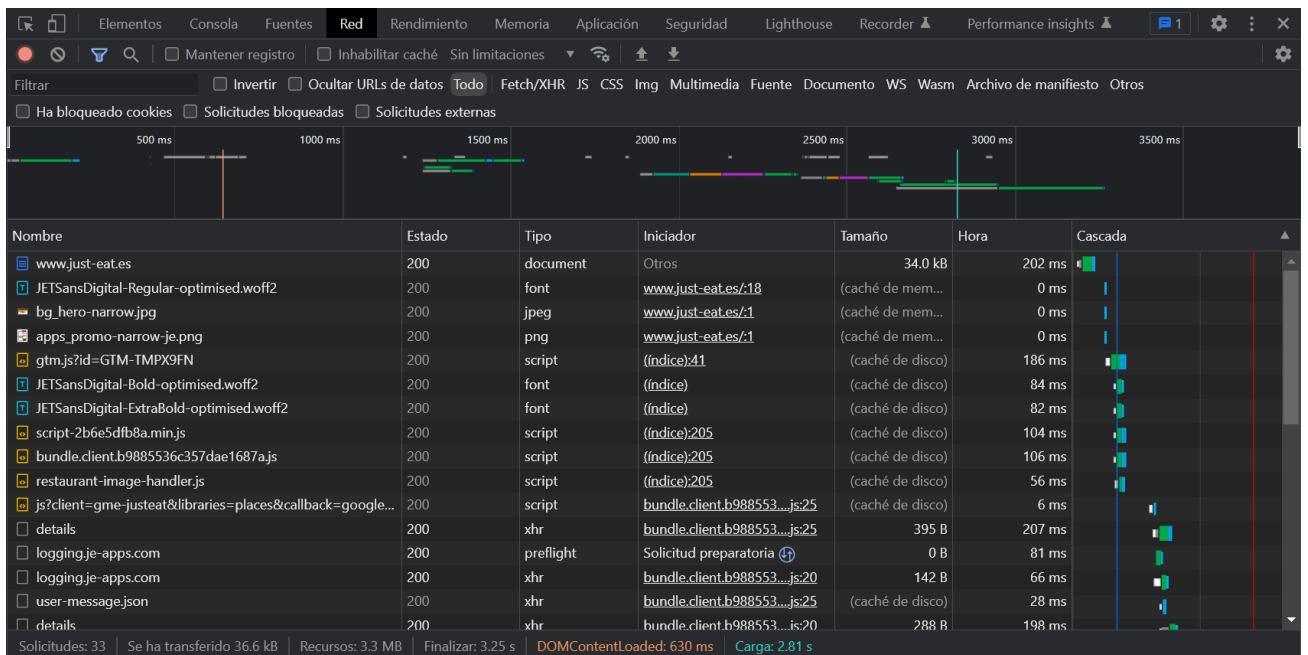 Elementos Consola Fuentes Red Rendimiento Memoria Aplicación Seguridad Lighthouse Recorder Performance insights 1
Mantener registro Inhabilitar caché Sin limitaciones
Filtrar Invertir Ocultar URLs de datos Todo Fetch/XHR JS CSS Img Multimedia Fuente Documento WS Wasm Archivo de manifiesto Otros
Ha bloqueado cookies Solicitudes bloqueadas Solicitudes externas
500 ms 1000 ms 1500 ms 2000 ms 2500 ms 3000 ms 3500 ms
Nombre Estado Tipo Iniciador Tamaño Hora Cascada
www.just-eat.es 200 document Otros 34.0 kB 202 ms
JETSansDigital-Regular-optimised.woff2 200 font www.just-eat.es/:18 (caché de mem... 0 ms
bg_hero-narrow.jpg 200 jpeg www.just-eat.es/:1 (caché de mem... 0 ms
apps_promo-narrow-je.png 200 png www.just-eat.es/:1 (caché de mem... 0 ms
gtm.js?id=GTM-TMPX9FN 200 script (índice):41 (caché de disco) 186 ms
JETSansDigital-Bold-optimised.woff2 200 font (índice) (caché de disco) 84 ms
JETSansDigital-ExtraBold-optimised.woff2 200 font (índice) (caché de disco) 82 ms
script-2b6e5dfb8a.min.js 200 script (índice):205 (caché de disco) 104 ms
bundle.client.b9885536c357dae1687a.js 200 script (índice):205 (caché de disco) 106 ms
restaurant-image-handler.js 200 script (índice):205 (caché de disco) 56 ms
js?client=gme-justeat&libraries=places&callback=google... 200 script bundle.client.b988553....js:25 (caché de disco) 6 ms
details 200 xhr bundle.client.b988553....js:25 395 B 207 ms
logging.je-apps.com 200 preflight Solicitud preparatoria 0 B 81 ms
logging.je-apps.com 200 xhr bundle.client.b988553....js:20 142 B 66 ms
user-message.json 200 xhr bundle.client.b988553....js:25 (caché de disco) 28 ms
details 200 xhr bundle.client.b988553....js:20 288 B 198 ms
Solicitudes: 33 Se ha transferido 36.6 kB Recursos: 3.3 MB Finalizar: 3.25 s DOMContentLoaded: 630 ms Carga: 2.81 s